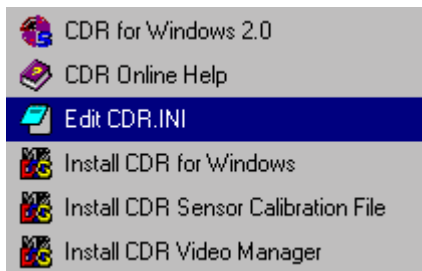 CDR for Windows 2.0
CDR Online Help
Edit CDR.INI
Install CDR for Windows
Install CDR Sensor Calibration File
Install CDR Video Manager